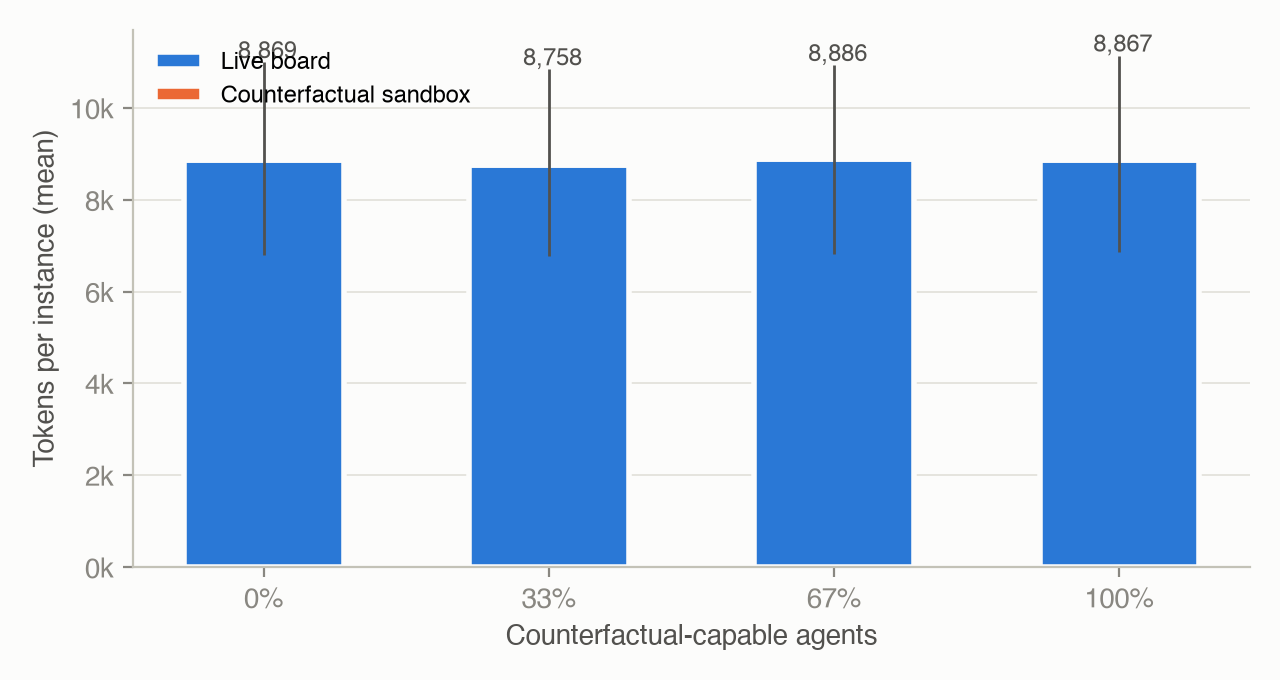 8,869
8,758
8,886
8,867
Live board
Counterfactual sandbox
Tokens per instance (mean)
10k
8k
6k
4k
2k
0k
0%
33%
67%
100%
Counterfactual-capable agents